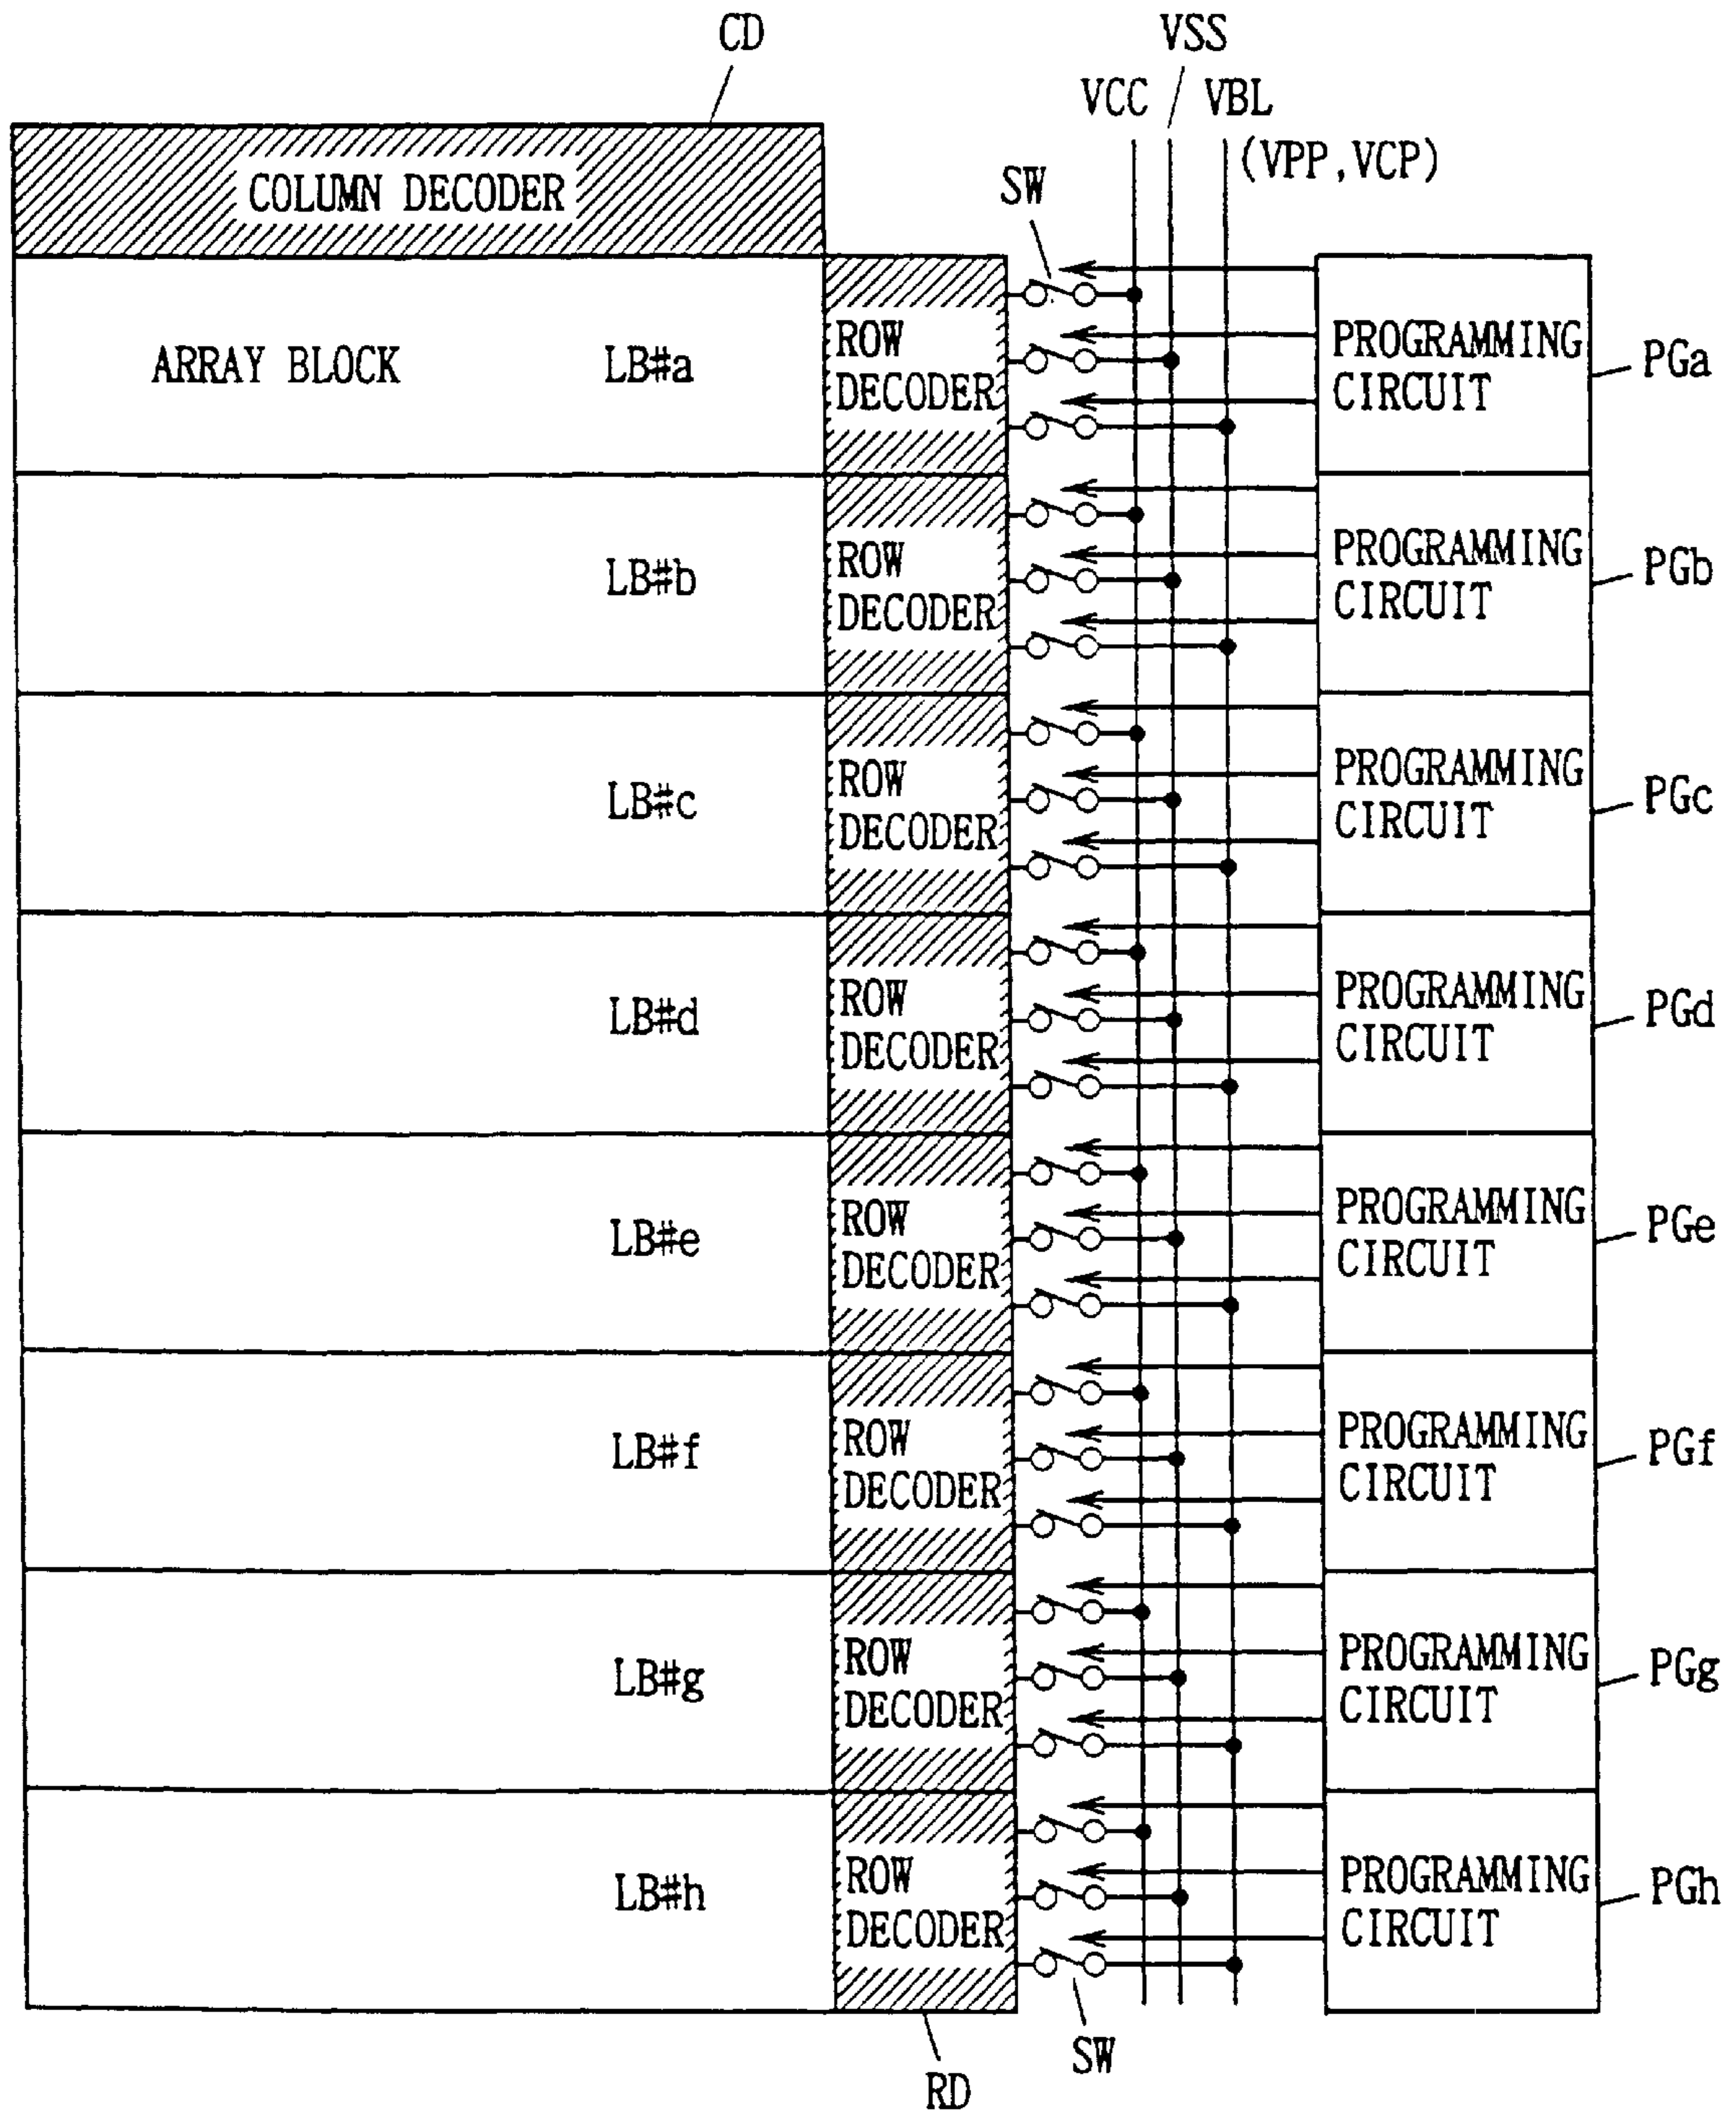 CD
VSS
VCC
VBL
(VPP,VCP)
COLUMN DECODER
SW
ARRAY BLOCK LB#a
ROW
DECODER
PROGRAMMING
CIRCUIT
PGa
LB#b
ROW
DECODER
PROGRAMMING
CIRCUIT
PGb
LB#c
ROW
DECODER
PROGRAMMING
CIRCUIT
PGc
LB#d
ROW
DECODER
PROGRAMMING
CIRCUIT
PGd
LB#e
ROW
DECODER
PROGRAMMING
CIRCUIT
PGe
LB#f
ROW
DECODER
PROGRAMMING
CIRCUIT
PGf
LB#g
ROW
DECODER
PROGRAMMING
CIRCUIT
PGg
LB#h
ROW
DECODER
PROGRAMMING
CIRCUIT
PGh
SW
RD